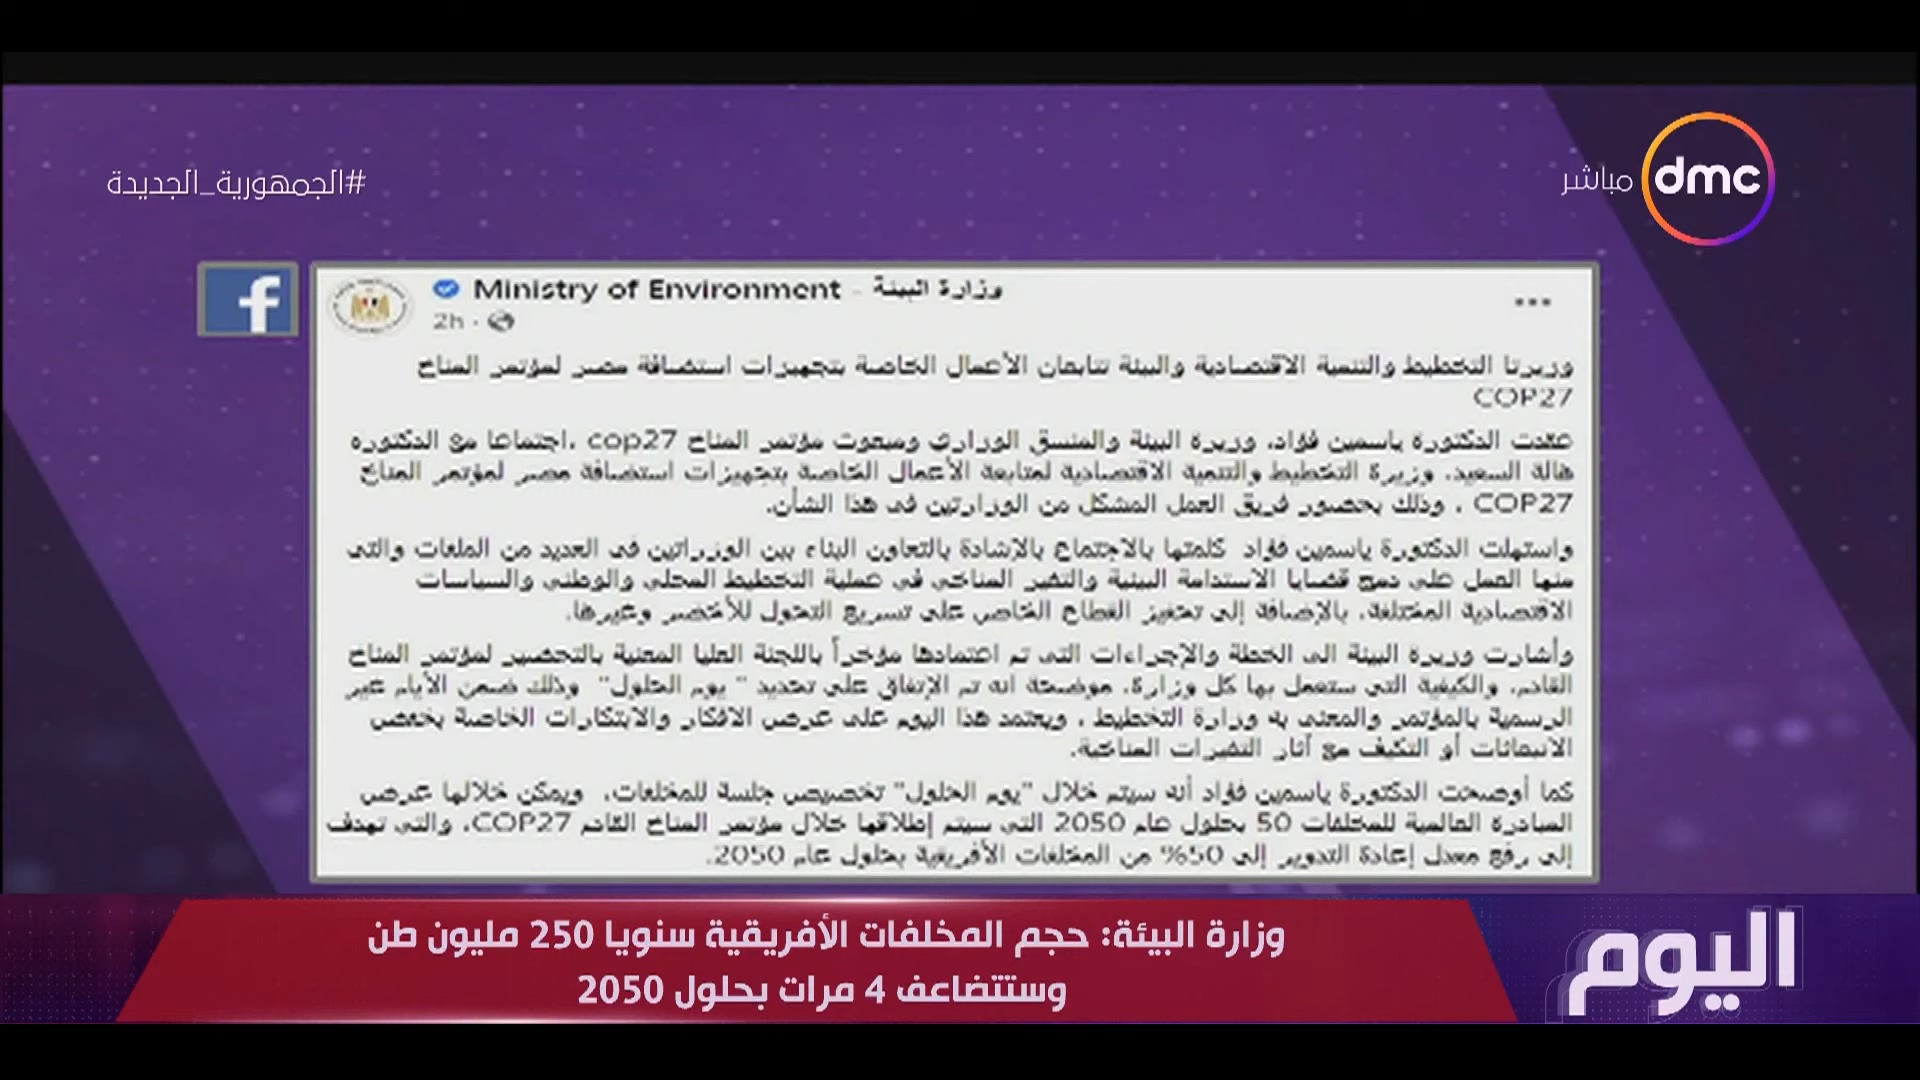 #الجمهورية_الجديدة
مباشر
dmc
f
وزارة البيئة - Ministry of Environment
2h
وزيرتا التخطيط والتنمية الاقتصادية والبيئة تتابعان الأعمال الخاصة بتجهيزات استضافة مصر لمؤتمر المناخ
COP27
عقدت الدكتورة ياسمين فؤاد، وزيرة البيئة والمنسق الوزاري ومبعوث مؤتمر المناخ cop27 ،اجتماعا مع الدكتوره
هالة السعيد، وزيرة التخطيط والتنمية الاقتصادية لمتابعة الأعمال الخاصة بتجهيزات استضافة مصر لمؤتمر المناخ
COP27 ، وذلك بحضور فريق العمل المشكل من الوزارتين فى هذا الشأن.
واستهلت الدكتورة ياسمين فؤاد كلمتها بالاجتماع بالإشادة بالتعاون البناء بين الوزراتين فى العديد من الملفات والتى
منها العمل على دمج قضايا الاستدامة البيئية والتغير المناخى فى عملية التخطيط المحلى والوطنى والسياسات
الاقتصادية المختلفة، بالإضافة إلى تحفيز القطاع الخاص على تسريع التحول للأخضر وغيرها.
وأشارت وزيرة البيئة الى الخطة والإجراءات التى تم اعتمادها مؤخراً باللجنة العليا المعنية بالتحضير لمؤتمر المناخ
القادم، والكيفية التى ستعمل بها كل وزارة، موضحة انه تم الإتفاق على تحديد " يوم الحلول" وذلك ضمن الأيام غير
الرسمية بالمؤتمر والمعنى به وزارة التخطيط ، ويعتمد هذا اليوم على عرض الافكار والابتكارات الخاصة بخفض
الانبعاثات أو التكيف مع آثار التغيرات المناخية.
كما أوضحت الدكتورة ياسمين فؤاد أنه سيتم خلال "يوم الحلول" تخصيص جلسة للمخلفات، ويمكن خلالها عرض
المبادرة العالمية للمخلفات 50 بحلول عام 2050 التى سيتم إطلاقها خلال مؤتمر المناخ القادم COP27، والتى تهدف
إلى رفع معدل إعادة التدوير إلى 50% من المخلفات الأفريقية بحلول عام 2050.
وزارة البيئة: حجم المخلفات الأفريقية سنويا 250 مليون طن
وستتضاعف 4 مرات بحلول 2050
اليوم